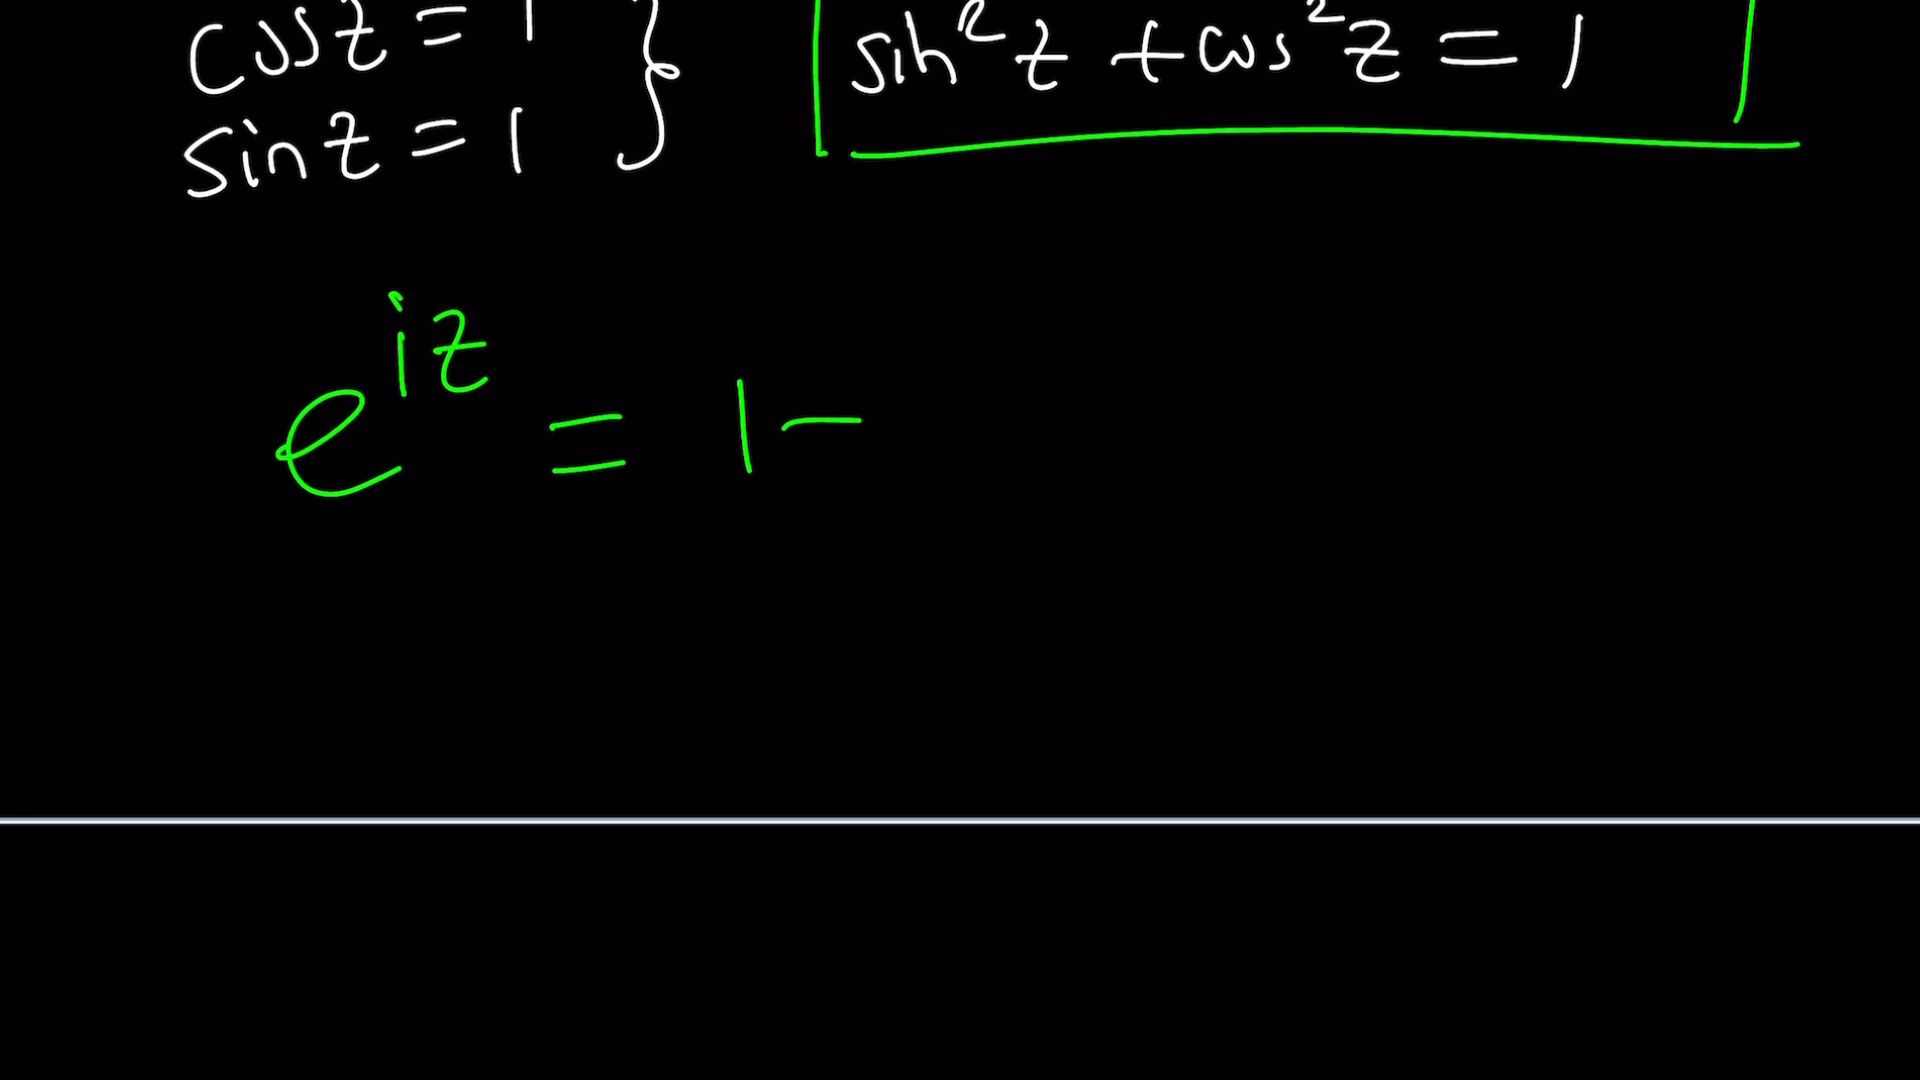 cos z = 1
sin²z + cos²z = 1
sin z = 1
e^{iz} = 1 −